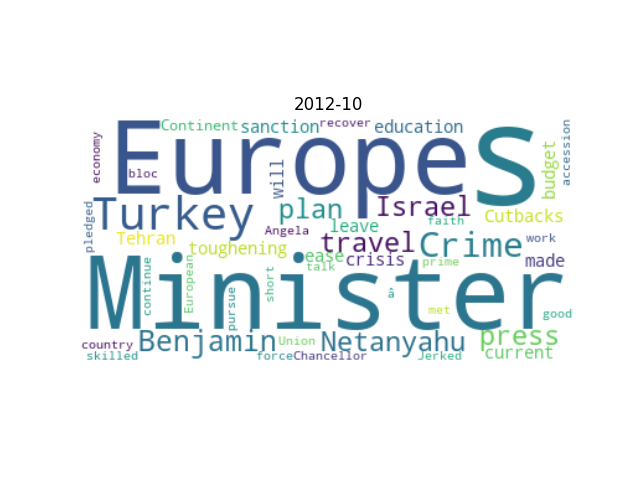 2012-10
Continent sanction recover education
Europe s
economy
bloc
Will
budget
accession
pledged
Turkey plan Israel
Cutbacks
leave
faith
Tehran
Angela
travel Crime
work
toughening ease crisis
talk
prime
made
Minister
continue
European
pursue
short
â
met
good
country Benjamin Union Netanyahu press
skilled force Chancellor Jerked current